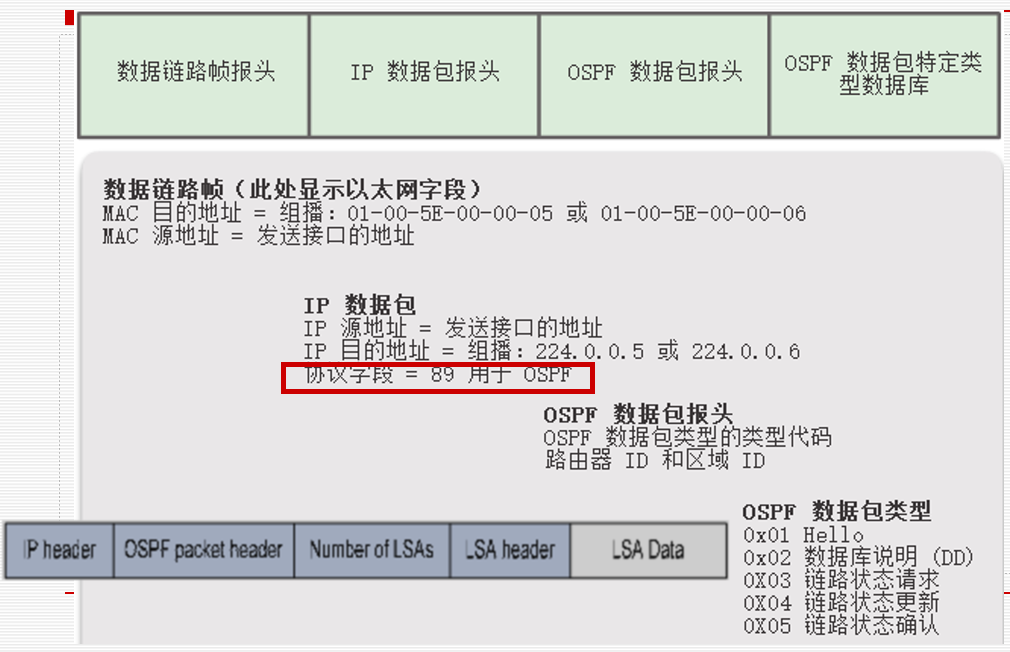 数据链路帧报头
IP 数据包报头
OSPF 数据包报头
OSPF 数据包特定类
型数据库
数据链路帧（此处显示以太网字段）
MAC 目的地址 = 组播：01-00-5E-00-00-05 或 01-00-5E-00-00-06
MAC 源地址 = 发送接口的地址
IP 数据包
IP 源地址 = 发送接口的地址
IP 目的地址 = 组播：224.0.0.5 或 224.0.0.6
协议字段 = 89 用于 OSPF
OSPF 数据包报头
OSPF 数据包类型的类型代码
路由器 ID 和区域 ID
IP header
OSPF packet header
Number of LSAs
LSA header
LSA Data
OSPF 数据包类型
0x01 Hello
0x02 数据库说明 (DD)
0X03 链路状态请求
0X04 链路状态更新
0X05 链路状态确认